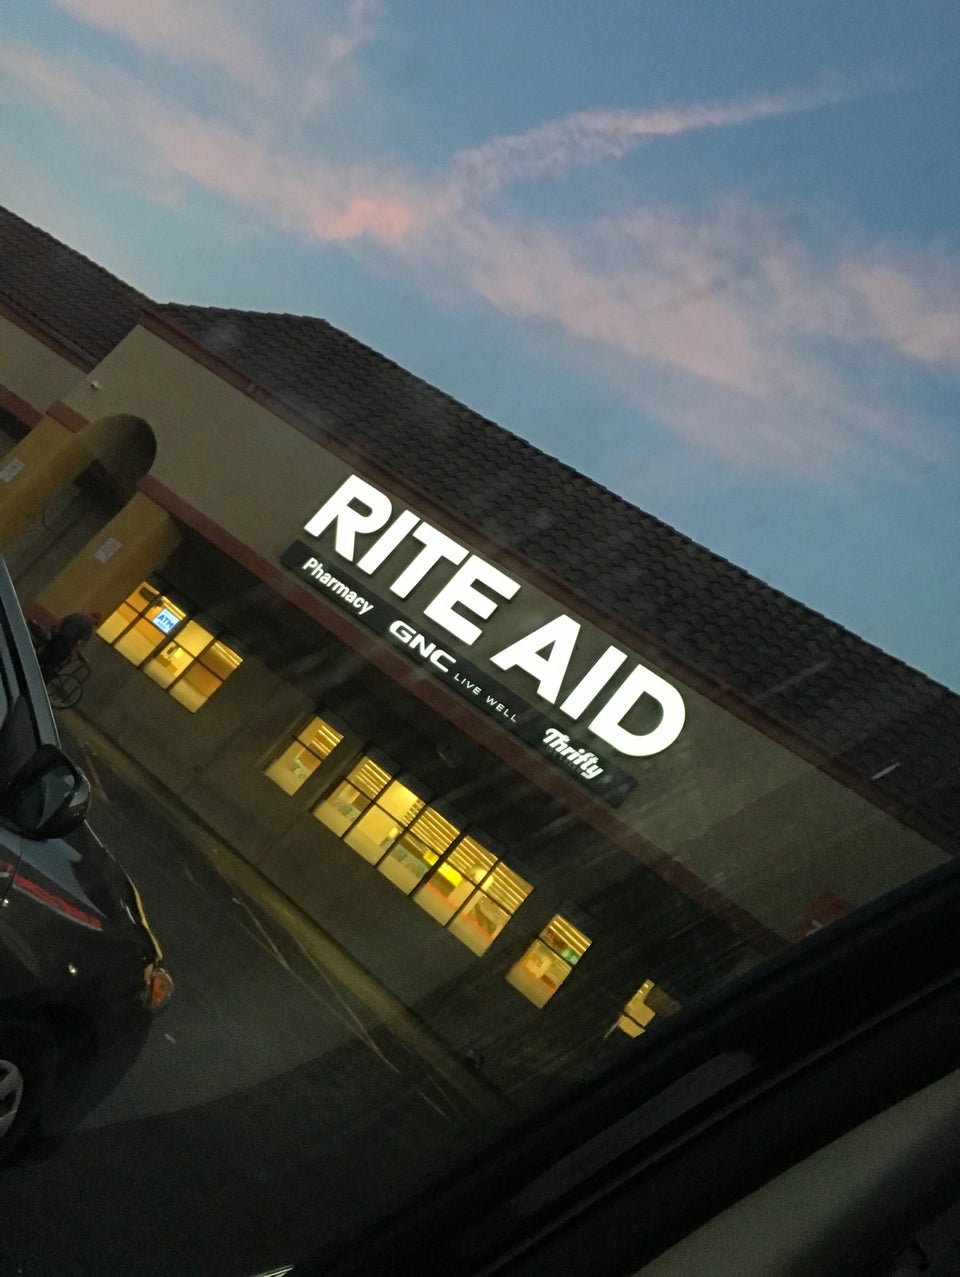 RITE AID
Pharmacy GNC LIVE WELL Thrifty
ATM